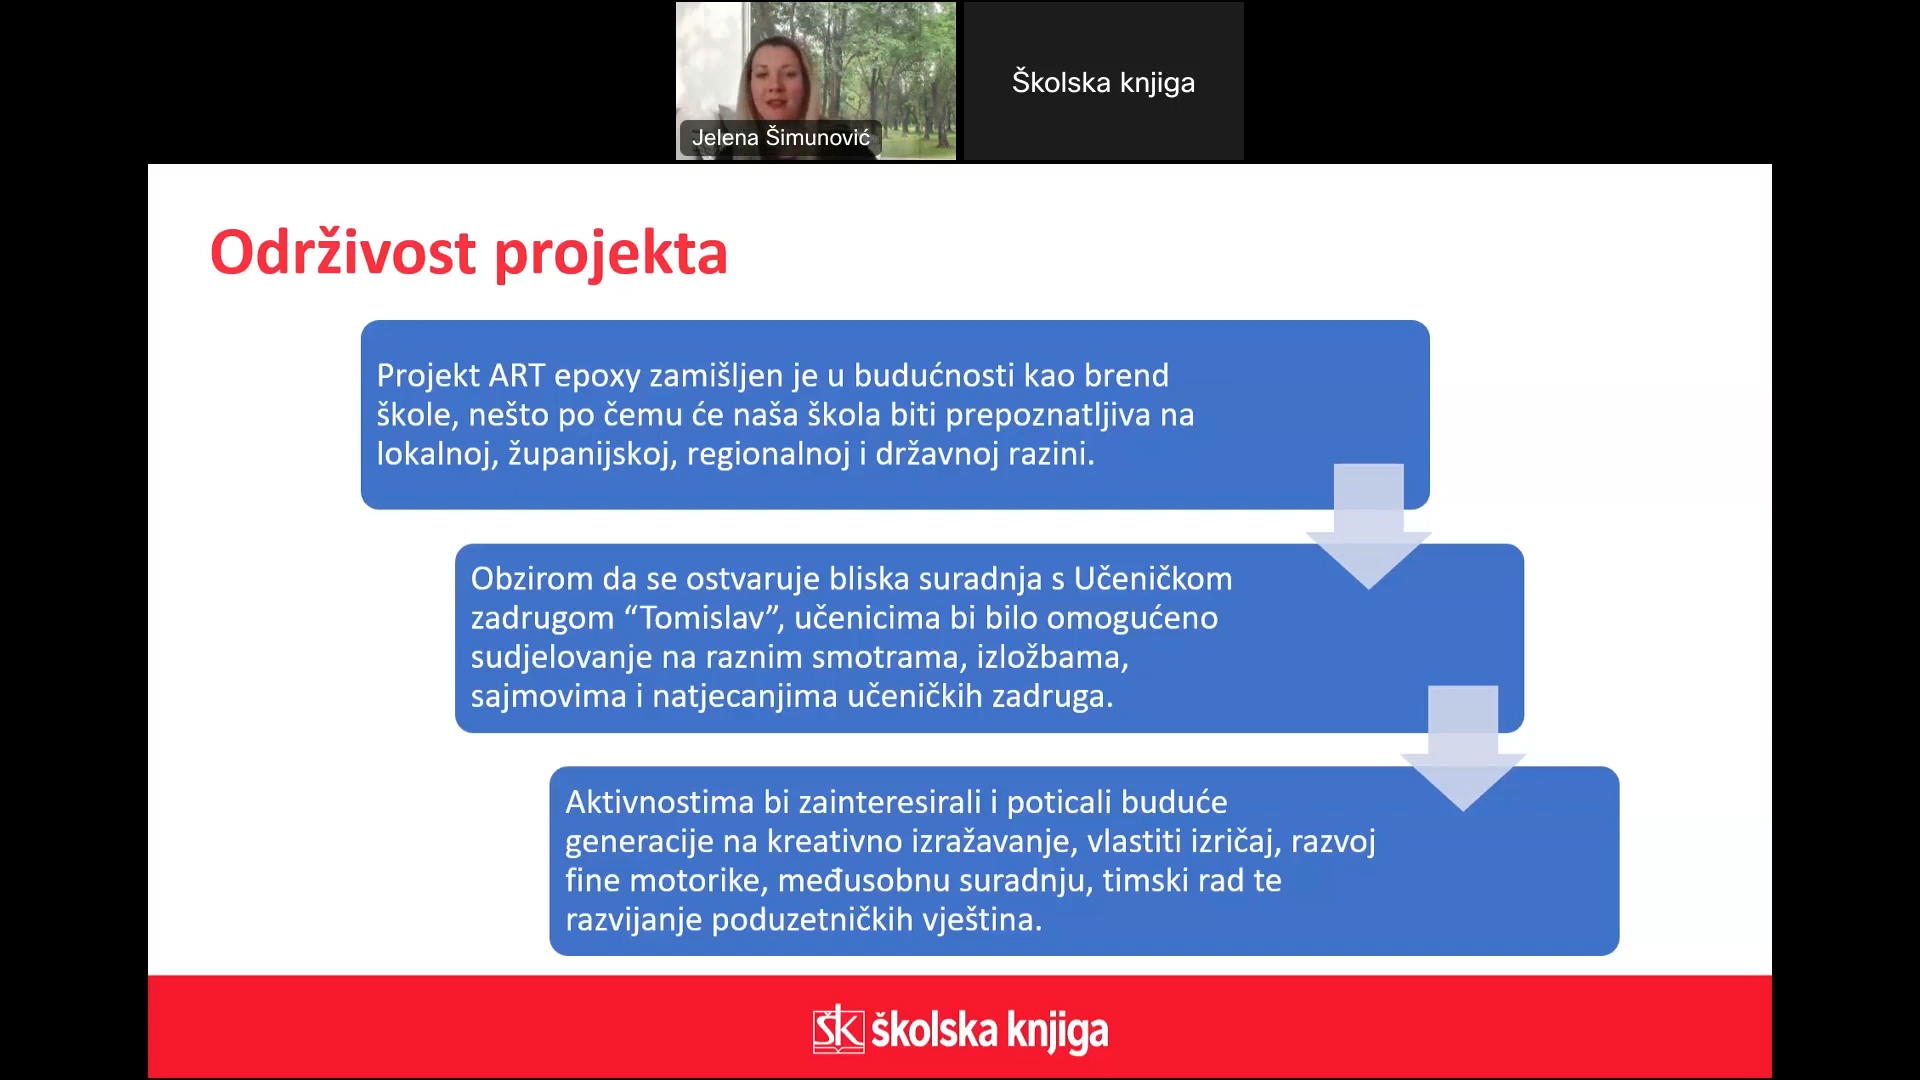 Jelena Šimunović
Školska knjiga
Održivost projekta
Projekt ART epoxy zamišljen je u budućnosti kao brend
škole, nešto po čemu će naša škola biti prepoznatljiva na
lokalnoj, županijskoj, regionalnoj i državnoj razini.
Obzirom da se ostvaruje bliska suradnja s Učeničkom
zadrugom “Tomislav”, učenicima bi bilo omogućeno
sudjelovanje na raznim smotrama, izložbama,
sajmovima i natjecanjima učeničkih zadruga.
Aktivnostima bi zainteresirali i poticali buduće
generacije na kreativno izražavanje, vlastiti izričaj, razvoj
fine motorike, međusobnu suradnju, timski rad te
razvijanje poduzetničkih vještina.
ŠK školska knjiga